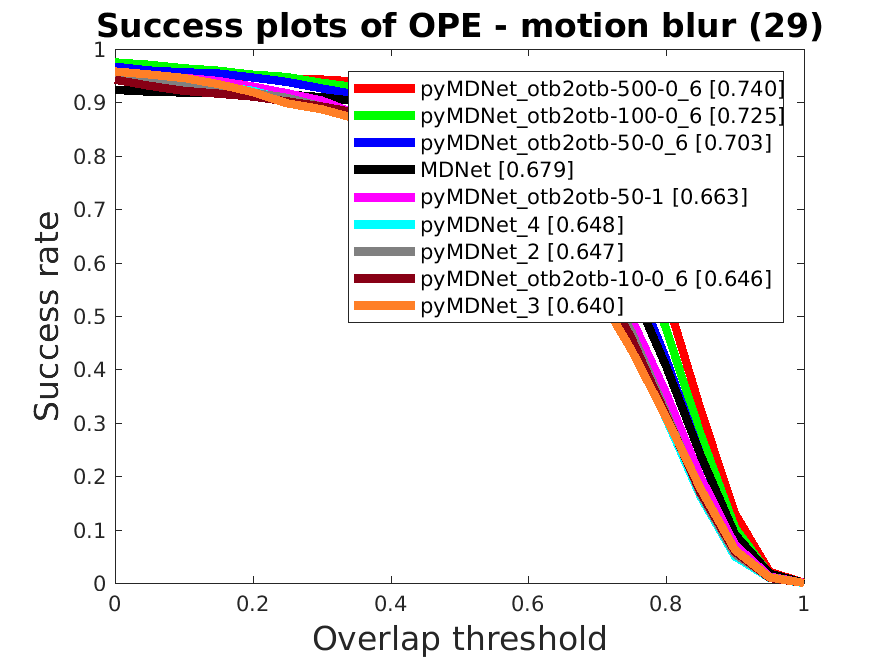 Success plots of OPE - motion blur (29)
1
0.9
0.8
0.7
0.6
0.5
0.4
0.3
0.2
0.1
0
Success rate
pyMDNet_otb2otb-500-0_6 [0.740]
pyMDNet_otb2otb-100-0_6 [0.725]
pyMDNet_otb2otb-50-0_6 [0.703]
MDNet [0.679]
pyMDNet_otb2otb-50-1 [0.663]
pyMDNet_4 [0.648]
pyMDNet_2 [0.647]
pyMDNet_otb2otb-10-0_6 [0.646]
pyMDNet_3 [0.640]
0 0.2 0.4 0.6 0.8 1
Overlap threshold